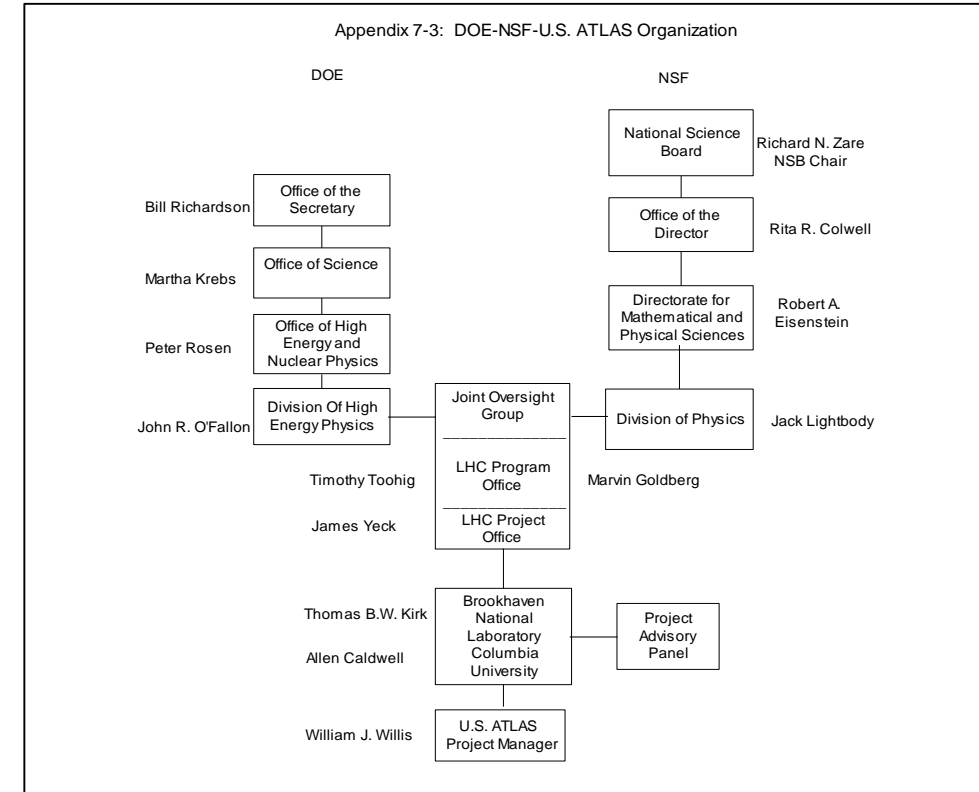 Appendix 7-3: DOE-NSF-U.S. ATLAS Organization
DOE
NSF
National Science
Board
Richard N. Zare
NSB Chair
Bill Richardson
Office of the
Secretary
Office of the
Director
Rita R. Colwell
Martha Krebs
Office of Science
Directorate for
Mathematical and
Physical Sciences
Robert A.
Eisenstein
Peter Rosen
Office of High
Energy and
Nuclear Physics
John R. O'Fallon
Division Of High
Energy Physics
Joint Oversight
Group
Division of Physics
Jack Lightbody
Timothy Toohig
LHC Program
Office
Marvin Goldberg
James Yeck
LHC Project
Office
Thomas B.W. Kirk
Allen Caldwell
Brookhaven
National
Laboratory
Columbia
University
Project
Advisory
Panel
William J. Willis
U.S. ATLAS
Project Manager